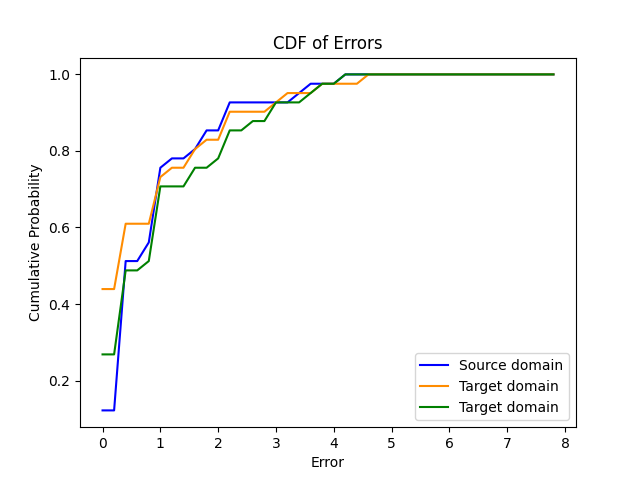 CDF of Errors
Cumulative Probability
1.0
0.8
0.6
0.4
0.2
Source domain
Target domain
Target domain
0 1 2 3 4 5 6 7 8
Error